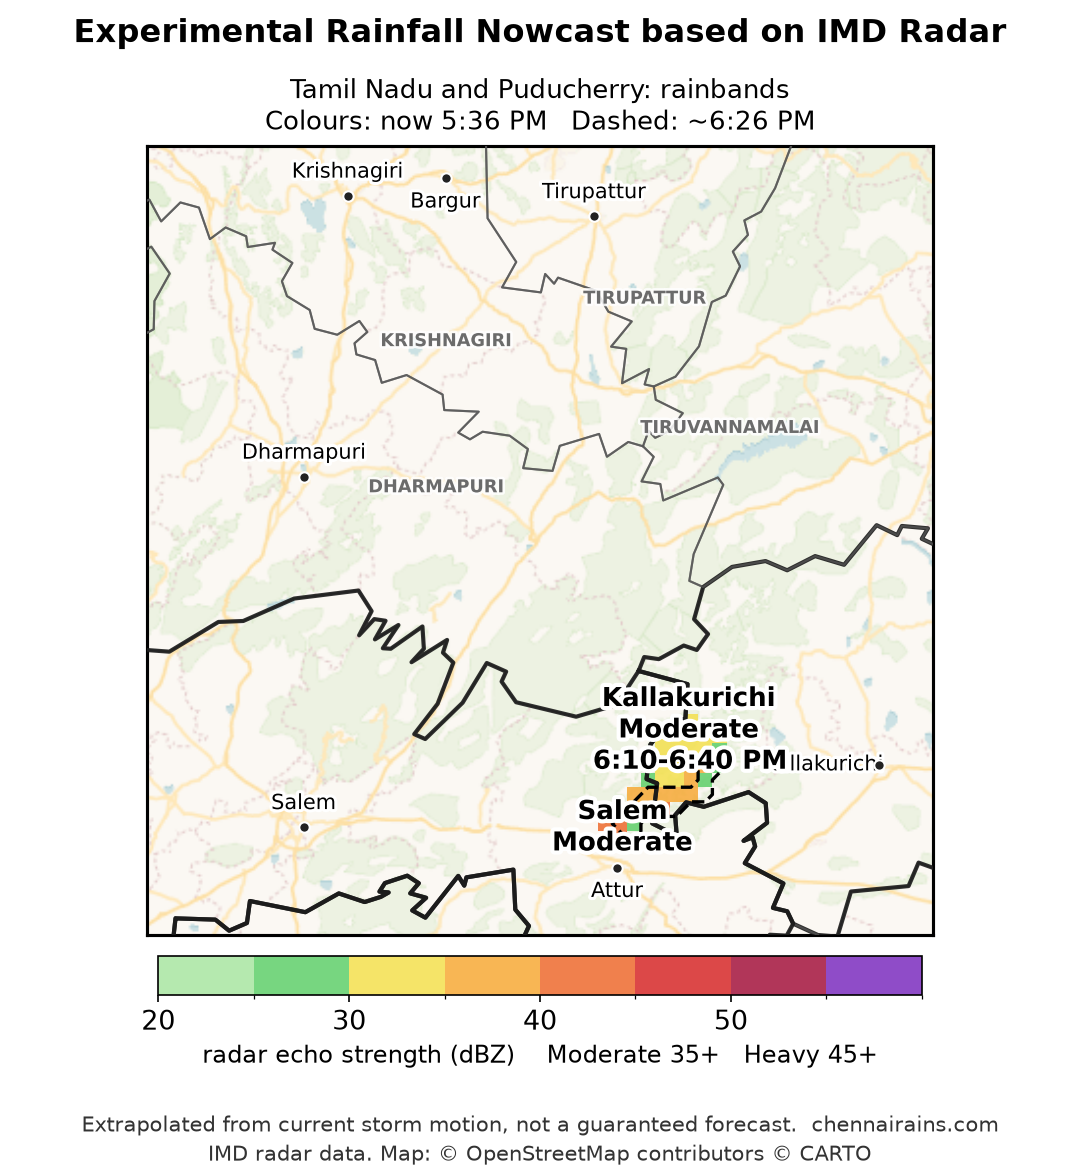 Experimental Rainfall Nowcast based on IMD Radar
Tamil Nadu and Puducherry: rainbands
Colours: now 5:36 PM   Dashed: ~6:26 PM
Krishnagiri
Bargur
Tirupattur
TIRUPATTUR
KRISHNAGIRI
TIRUVANNAMALAI
Dharmapuri
DHARMAPURI
Kallakurichi
Moderate
6:10-6:40 PM
llakurichi
Salem
Salem
Moderate
Attur
20 30 40 50
radar echo strength (dBZ)   Moderate 35+   Heavy 45+
Extrapolated from current storm motion, not a guaranteed forecast.  chennairains.com
IMD radar data. Map: © OpenStreetMap contributors © CARTO